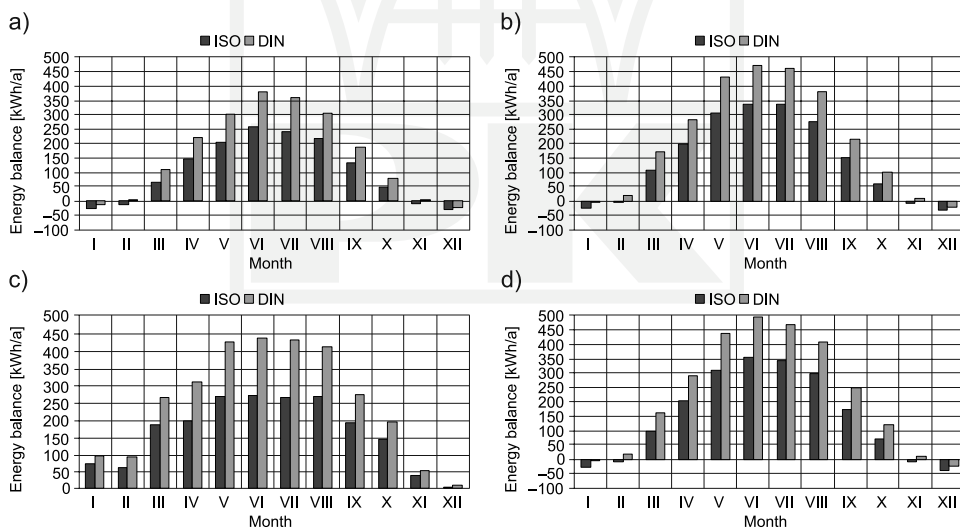 a)
ISO DIN
Energy balance [kWh/a]
500
450
400
350
300
250
200
150
100
50
0
−50
−100
I II III IV V VI VII VIII IX X XI XII
Month
b)
ISO DIN
Energy balance [kWh/a]
500
450
400
350
300
250
200
150
100
50
0
−50
−100
I II III IV V VI VII VIII IX X XI XII
Month
c)
ISO DIN
Energy balance [kWh/a]
500
450
400
350
300
250
200
150
100
50
0
I II III IV V VI VII VIII IX X XI XII
Month
d)
ISO DIN
Energy balance [kWh/a]
500
450
400
350
300
250
200
150
100
50
0
−50
−100
I II III IV V VI VII VIII IX X XI XII
Month
PK